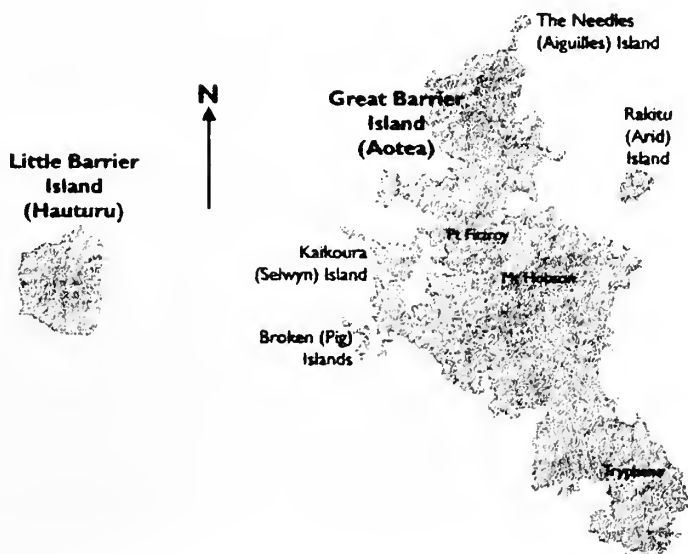 The Needles
(Aiguilles) Island
N
Great Barrier
Island
(Aotea)
Rakitu
(Arid)
Island
Little Barrier
Island
(Hauturu)
Pt Fitzroy
Kaikoura
(Selwyn) Island
Mt Hobson
Broken (Pig)
Islands
Tryphena